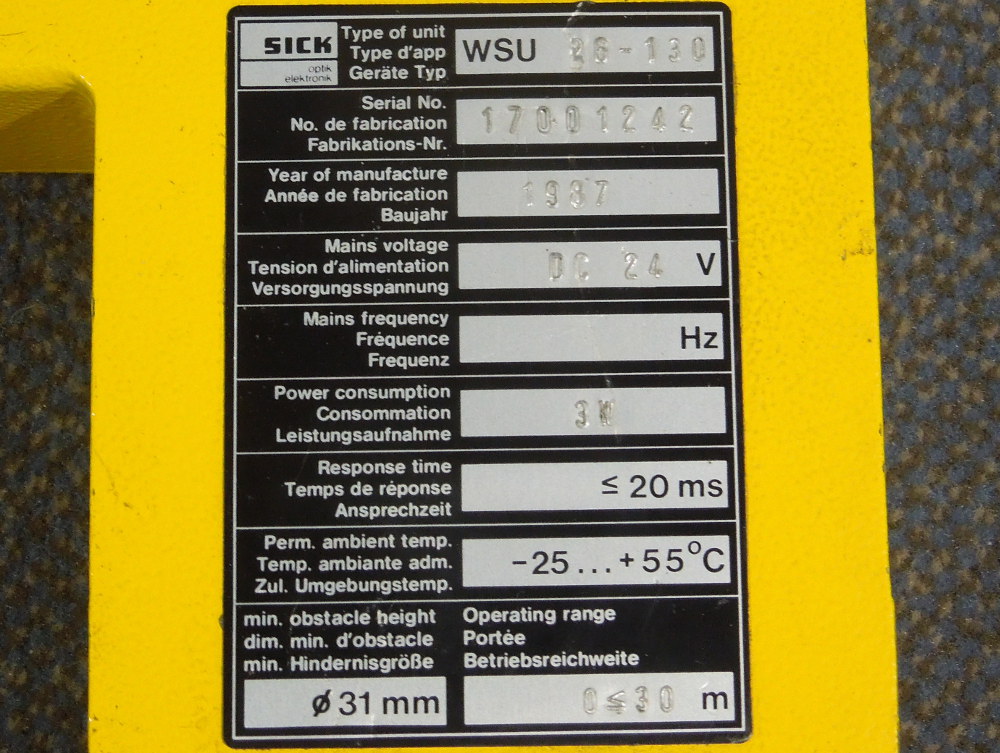 SICK
optik
elektronik
Type of unit
Type d'app
Geräte Typ
WSU 26-130
Serial No.
No. de fabrication
Fabrikations-Nr.
17001242
Year of manufacture
Année de fabrication
Baujahr
1987
Mains voltage
Tension d'alimentation
Versorgungsspannung
DC 24 V
Mains frequency
Fréquence
Frequenz
Hz
Power consumption
Consommation
Leistungsaufnahme
3W
Response time
Temps de réponse
Ansprechzeit
≤ 20 ms
Perm. ambient temp.
Temp. ambiante adm.
Zul. Umgebungstemp.
-25...+55°C
min. obstacle height
dim. min. d'obstacle
min. Hindernisgröße
ø 31 mm
Operating range
Portée
Betriebsreichweite
0≤30 m